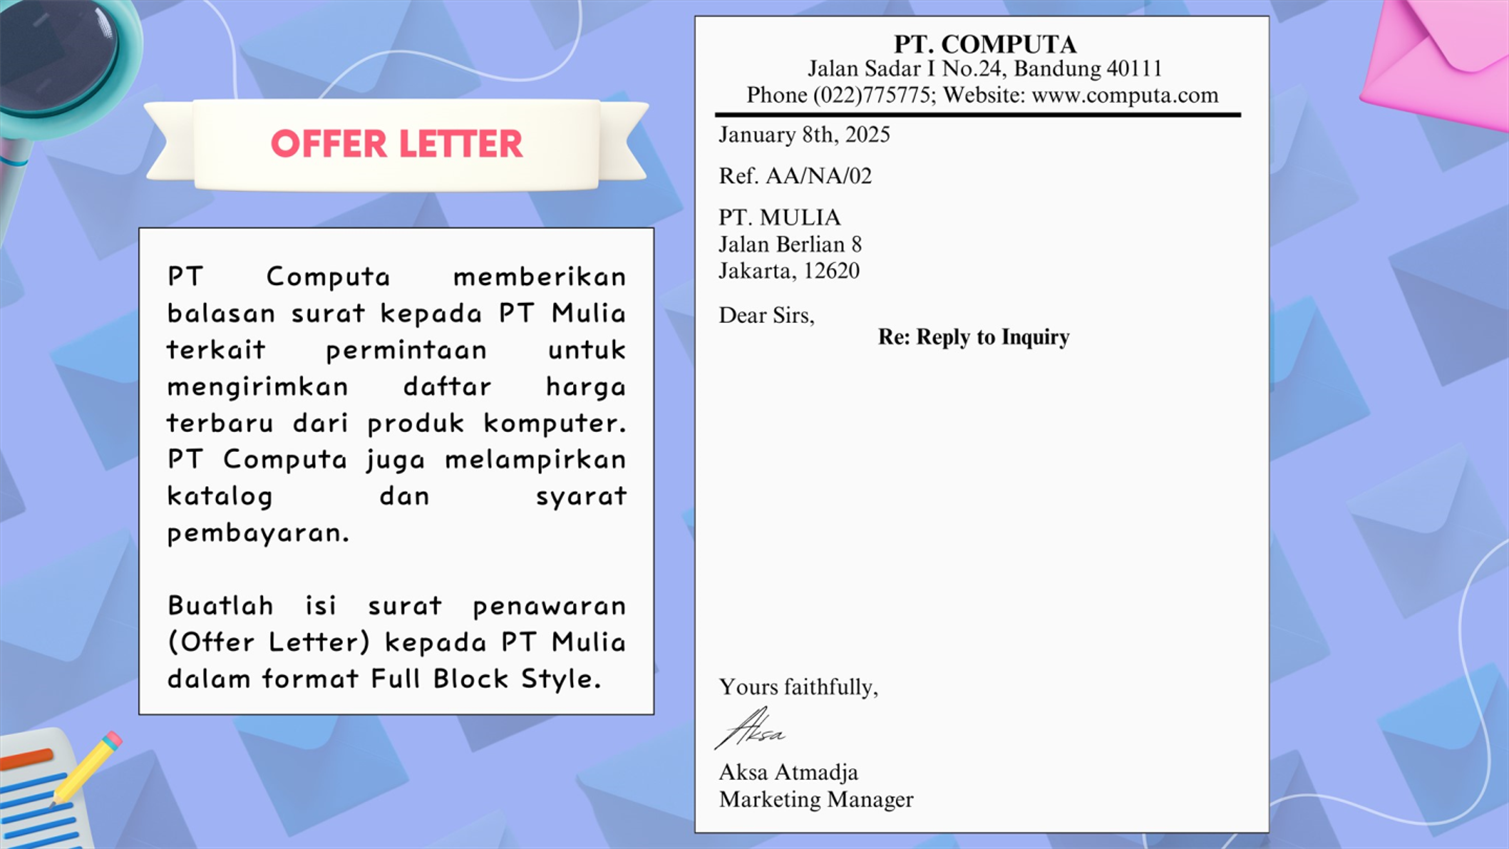 OFFER LETTER
PT Computa memberikan
balasan surat kepada PT Mulia
terkait permintaan untuk
mengirimkan daftar harga
terbaru dari produk komputer.
PT Computa juga melampirkan
katalog dan syarat
pembayaran.
Buatlah isi surat penawaran
(Offer Letter) kepada PT Mulia
dalam format Full Block Style.
PT. COMPUTA
Jalan Sadar I No.24, Bandung 40111
Phone (022)775775; Website: www.computa.com
January 8th, 2025
Ref. AA/NA/02
PT. MULIA
Jalan Berlian 8
Jakarta, 12620
Dear Sirs,
Re: Reply to Inquiry
Yours faithfully,
Aksa
Aksa Atmadja
Marketing Manager